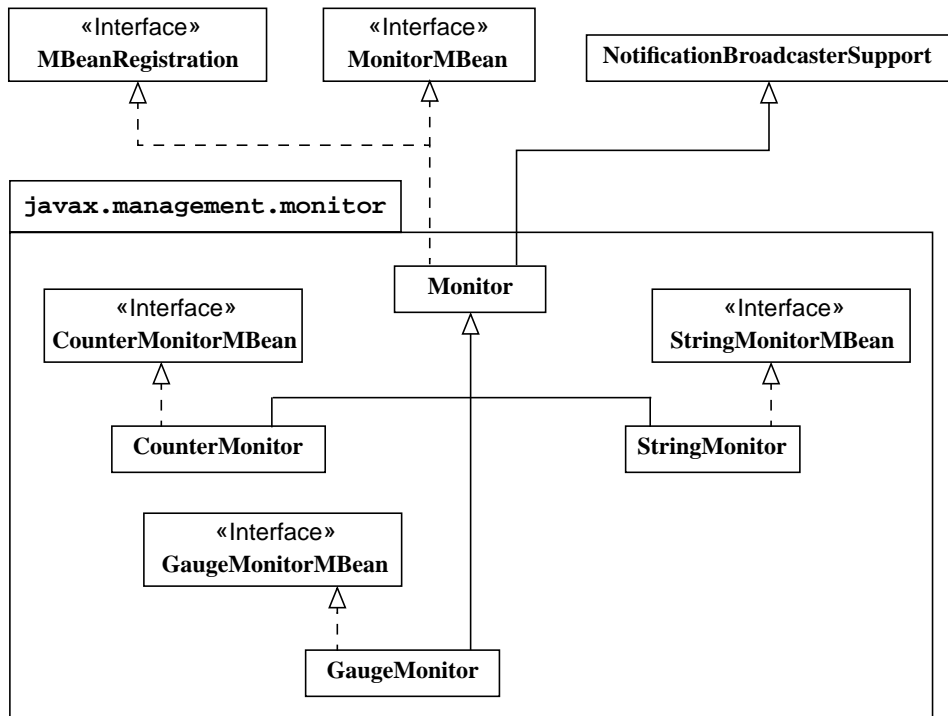 «Interface»
MBeanRegistration
«Interface»
MonitorMBean
NotificationBroadcasterSupport
javax.management.monitor
Monitor
«Interface»
CounterMonitorMBean
«Interface»
StringMonitorMBean
CounterMonitor
StringMonitor
«Interface»
GaugeMonitorMBean
GaugeMonitor